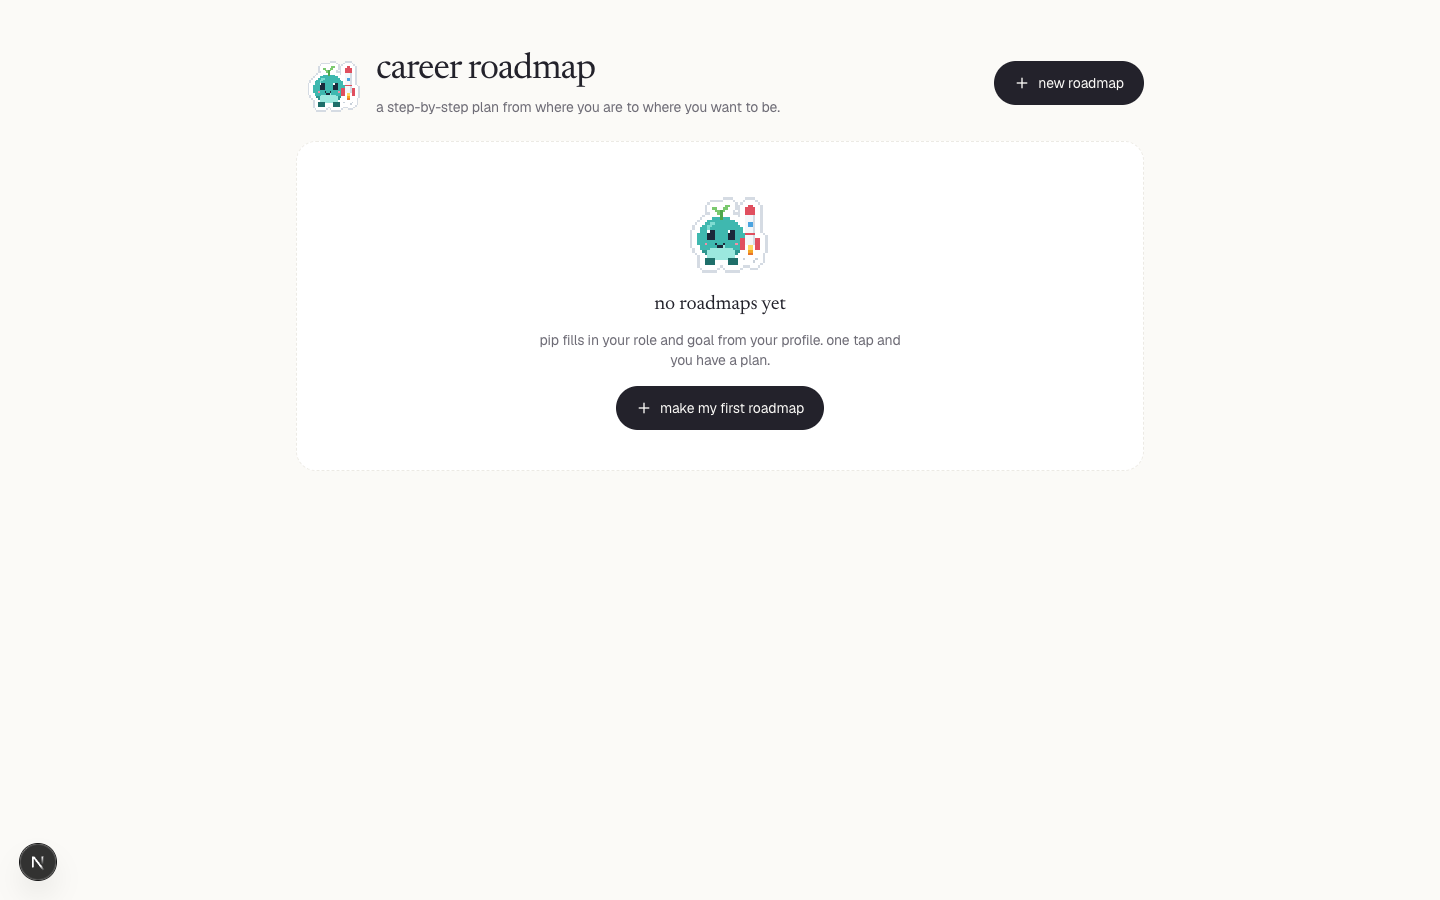 career roadmap
a step-by-step plan from where you are to where you want to be.
+ new roadmap
no roadmaps yet
pip fills in your role and goal from your profile. one tap and
you have a plan.
+ make my first roadmap
N